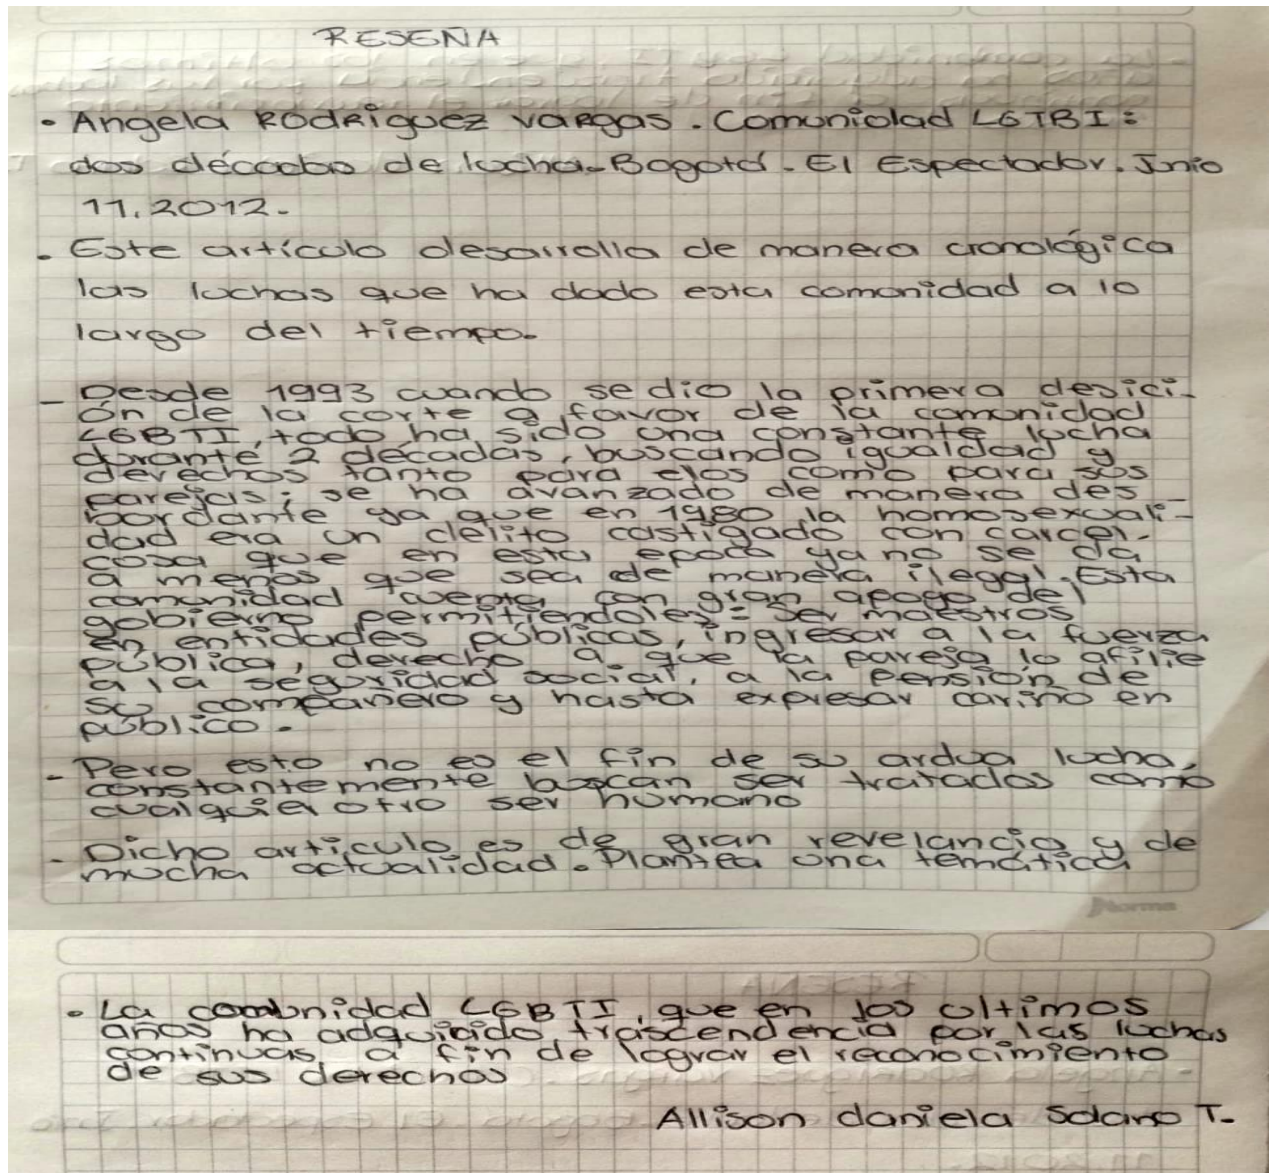 RESEÑA
• Angela Rodriguez vargas. Comunidad LGTBI:
dos décadas de lucha. Bogotá. El Espectador. Junio
11, 2012.
• Este artículo desarrolla de manera cronológica
las luchas que ha dado esta comunidad a lo
largo del tiempo.
- Desde 1993 cuando se dio la primera desici-
ón de la corte a favor de la comunidad
LGBTI, todo ha sido una constante lucha
durante 2 décadas, buscando igualdad y
derechos tanto para elos como para sus
parejas; se ha avanzado de manera des-
bordante ya que en 1980 la homosexuali-
dad era un delito castigado con carcel.
cosa que en esta epoca ya no se da
a menos que sea de manera ilegal. Esta
comunidad cuenta con gran apoyo del
gobierno permitiendoles: Ser maestros
en entidades públicas, ingresar a la fuerza
pública, derecho a que la pareja lo afilie
a la seguridad social, a la pensión de
su compañero y hasta expresar cariño en
público.
- Pero esto no es el fin de su ardua lucha,
constantemente buscan ser tratados como
cualquier otro ser humano
- Dicho articulo es de gran revelancia y de
mucha actualidad. Plantea una temática
Norma
• La comunidad LGBTI, que en los ultimos
años ha adquirido trascendencia por las luchas
continuas a fin de lograr el reconocimiento
de sus derechos
Allison daniela Solano T.